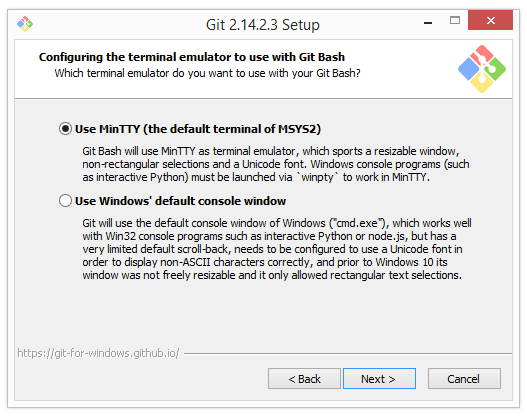 Git 2.14.2.3 Setup
Configuring the terminal emulator to use with Git Bash
Which terminal emulator do you want to use with your Git Bash?
Use MinTTY (the default terminal of MSYS2)
Git Bash will use MinTTY as terminal emulator, which sports a resizable window,
non-rectangular selections and a Unicode font. Windows console programs (such
as interactive Python) must be launched via `winpty` to work in MinTTY.
Use Windows' default console window
Git will use the default console window of Windows ("cmd.exe"), which works well
with Win32 console programs such as interactive Python or node.js, but has a
very limited default scroll-back, needs to be configured to use a Unicode font in
order to display non-ASCII characters correctly, and prior to Windows 10 its
window was not freely resizable and it only allowed rectangular text selections.
https://git-for-windows.github.io/
< Back
Next >
Cancel